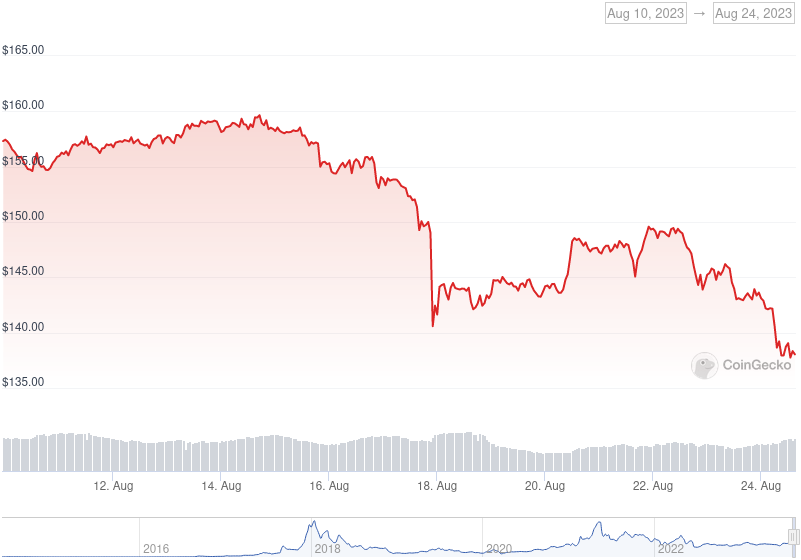 Aug 10, 2023 → Aug 24, 2023
$165.00
$160.00
$155.00
$150.00
$145.00
$140.00
$135.00
CoinGecko
12. Aug 14. Aug 16. Aug 18. Aug 20. Aug 22. Aug 24. Aug
2016 2018 2020 2022